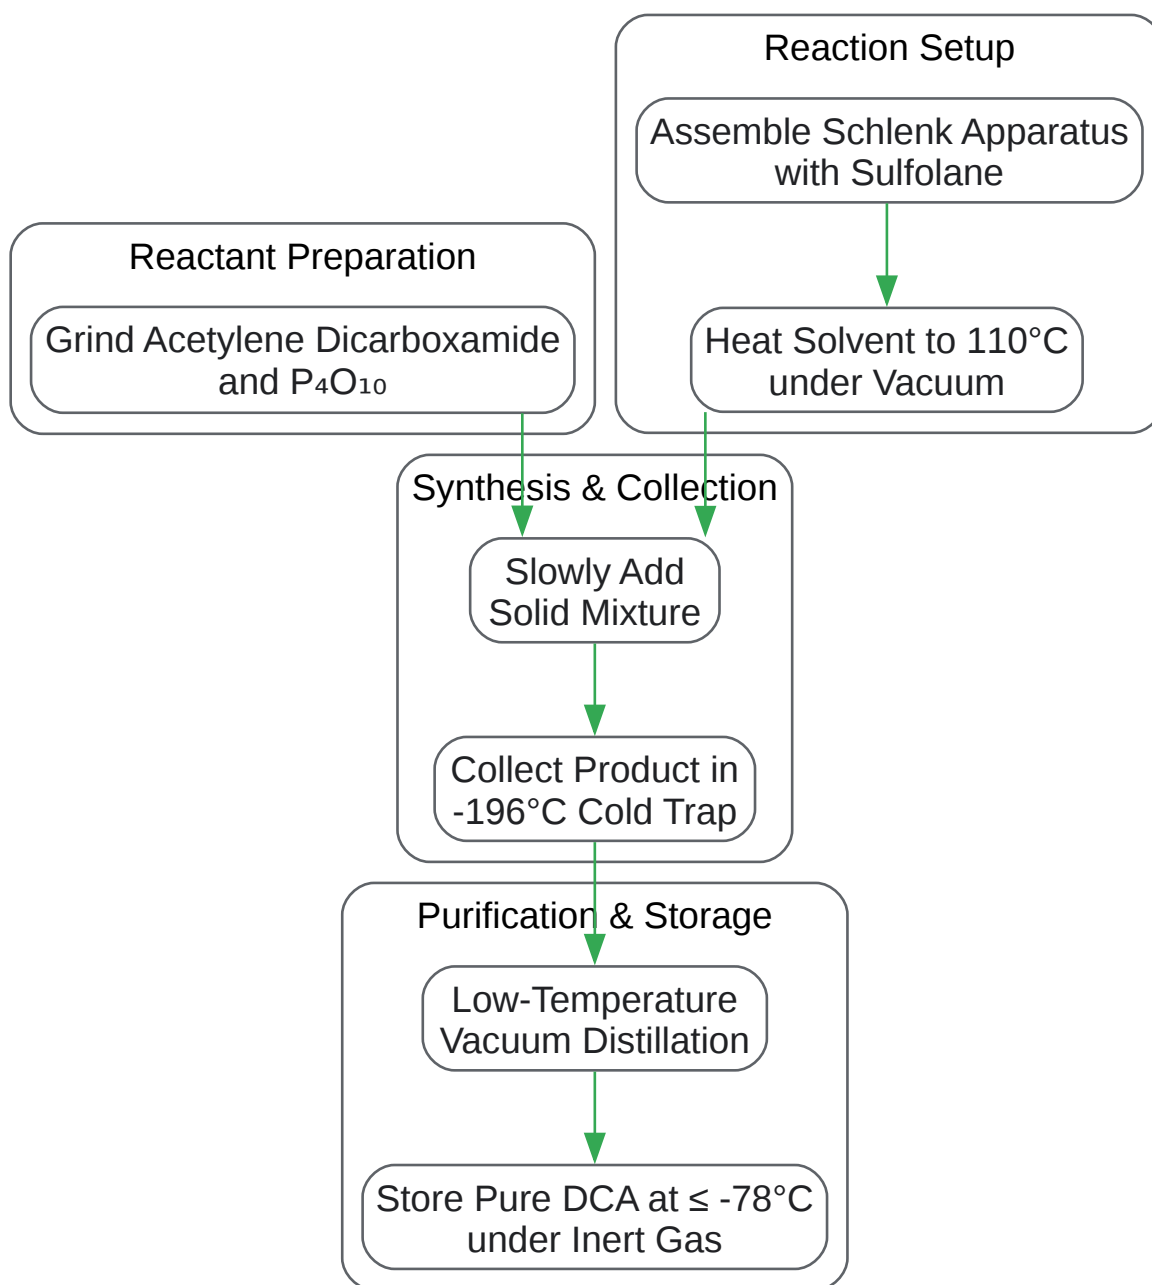 Reaction Setup
Assemble Schlenk Apparatus
with Sulfolane
Reactant Preparation
Grind Acetylene Dicarboxamide
and P₄O₁₀
Heat Solvent to 110°C
under Vacuum
Synthesis & Collection
Slowly Add
Solid Mixture
Collect Product in
-196°C Cold Trap
Purification & Storage
Low-Temperature
Vacuum Distillation
Store Pure DCA at ≤ -78°C
under Inert Gas